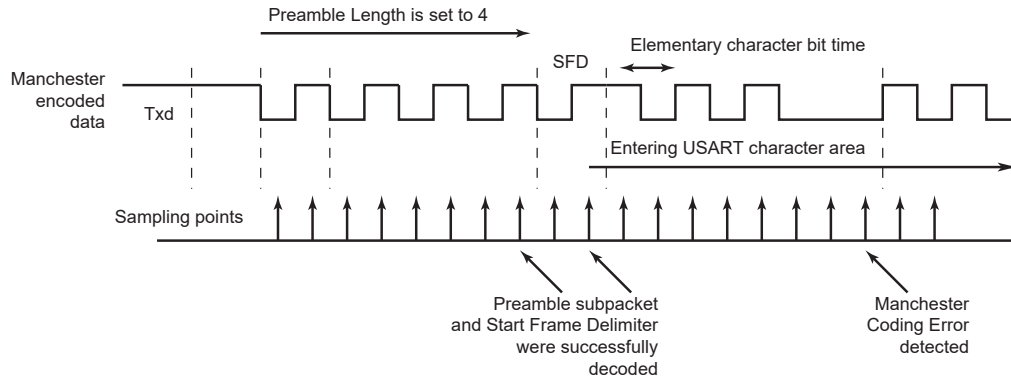 Preamble Length is set to 4
Elementary character bit time
SFD
Manchester
encoded
data
Txd
Entering USART character area
Sampling points
Preamble subpacket
and Start Frame Delimiter
were successfully
decoded
Manchester
Coding Error
detected